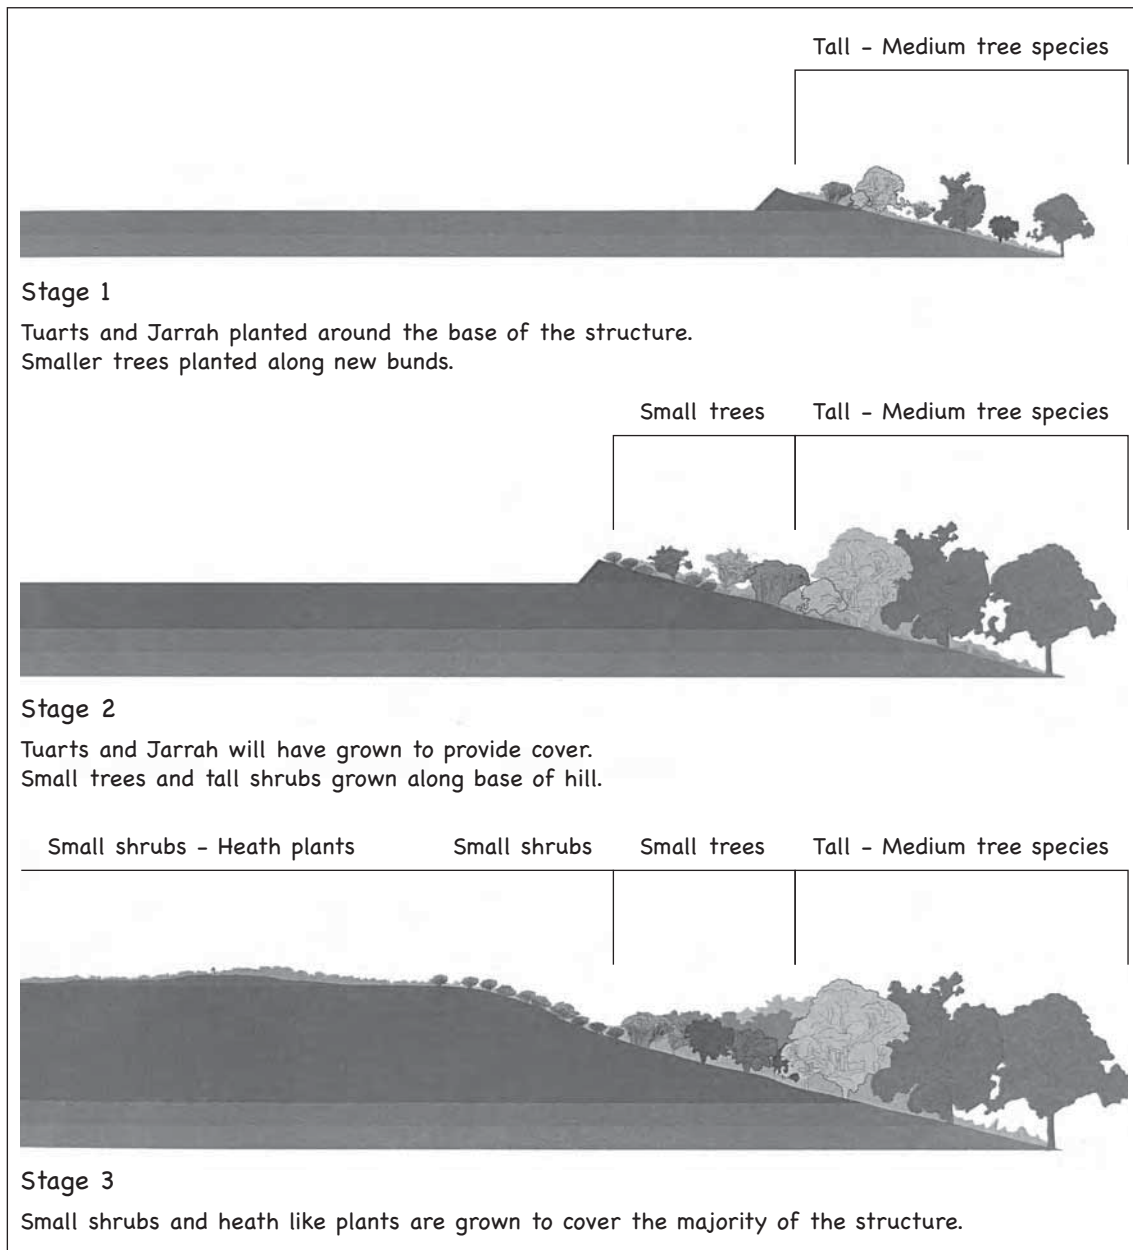 Tall – Medium tree species
Stage 1
Tuarts and Jarrah planted around the base of the structure.
Smaller trees planted along new bunds.
Small trees
Tall – Medium tree species
Stage 2
Tuarts and Jarrah will have grown to provide cover.
Small trees and tall shrubs grown along base of hill.
Small shrubs – Heath plants
Small shrubs
Small trees
Tall – Medium tree species
Stage 3
Small shrubs and heath like plants are grown to cover the majority of the structure.